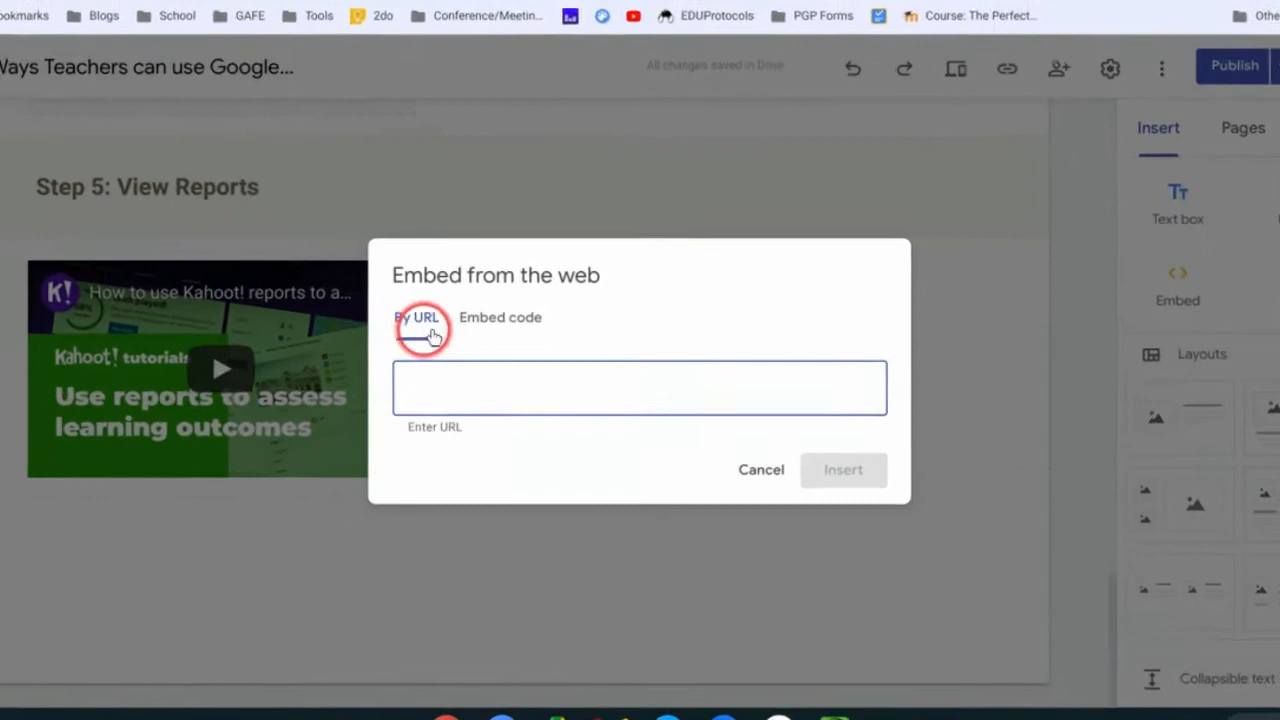 ookmarks Blogs School GAFE Tools 2do Conference/Meetin... EDUProtocols PGP Forms Course: The Perfect... Othe
Ways Teachers can use Google... All changes saved in Drive Publish
Insert Pages
Step 5: View Reports
Text box
K! How to use Kahoot! reports to a...
Embed from the web
By URL Embed code
Embed
Kahoot! tutorials
Use reports to assess
learning outcomes
Layouts
Enter URL
Cancel Insert
Collapsible text